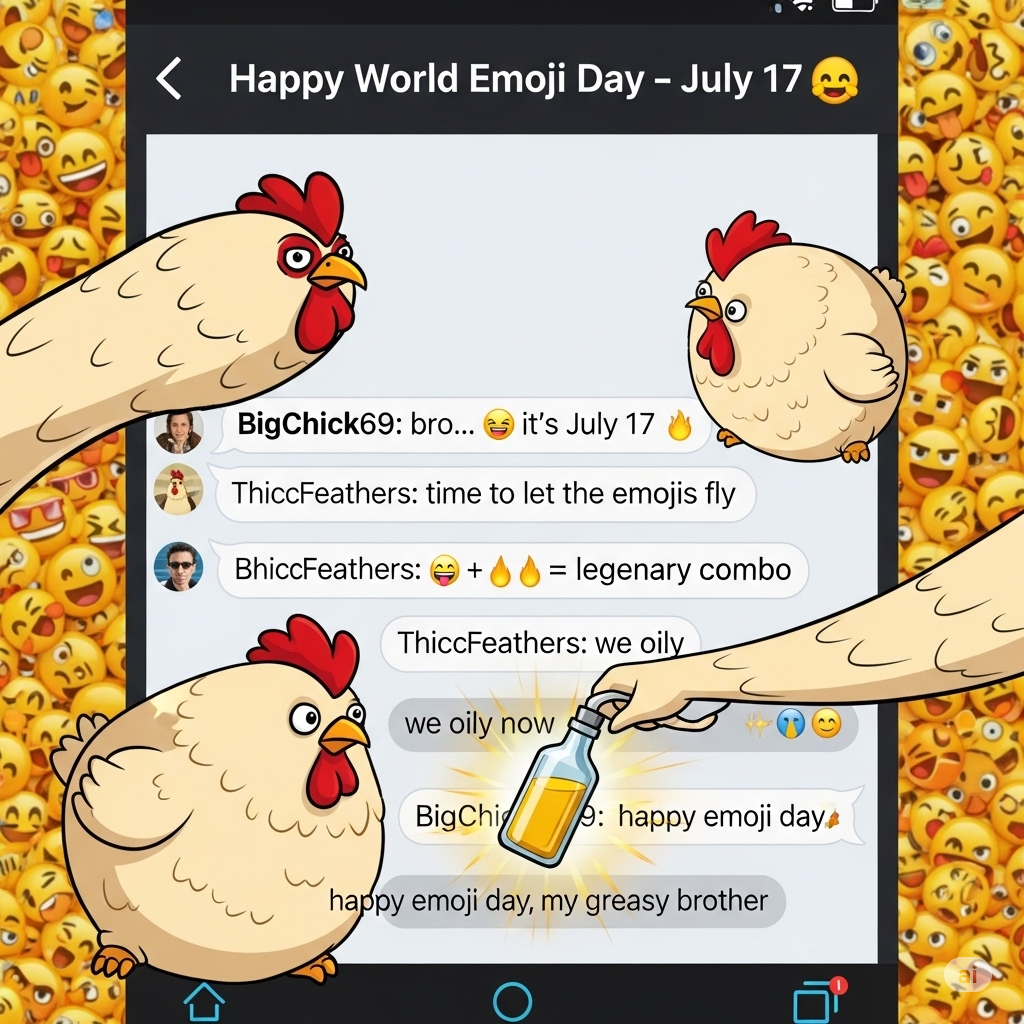 Happy World Emoji Day – July 17 🤗
BigChick69: bro... 😅 it's July 17 🔥
ThiccFeathers: time to let the emojis fly
BhiccFeathers: 😜 + 🔥🔥 = legenary combo
ThiccFeathers: we oily
we oily now ✨ 😊
BigChic 9: happy emoji day
happy emoji day, my greasy brother
ai